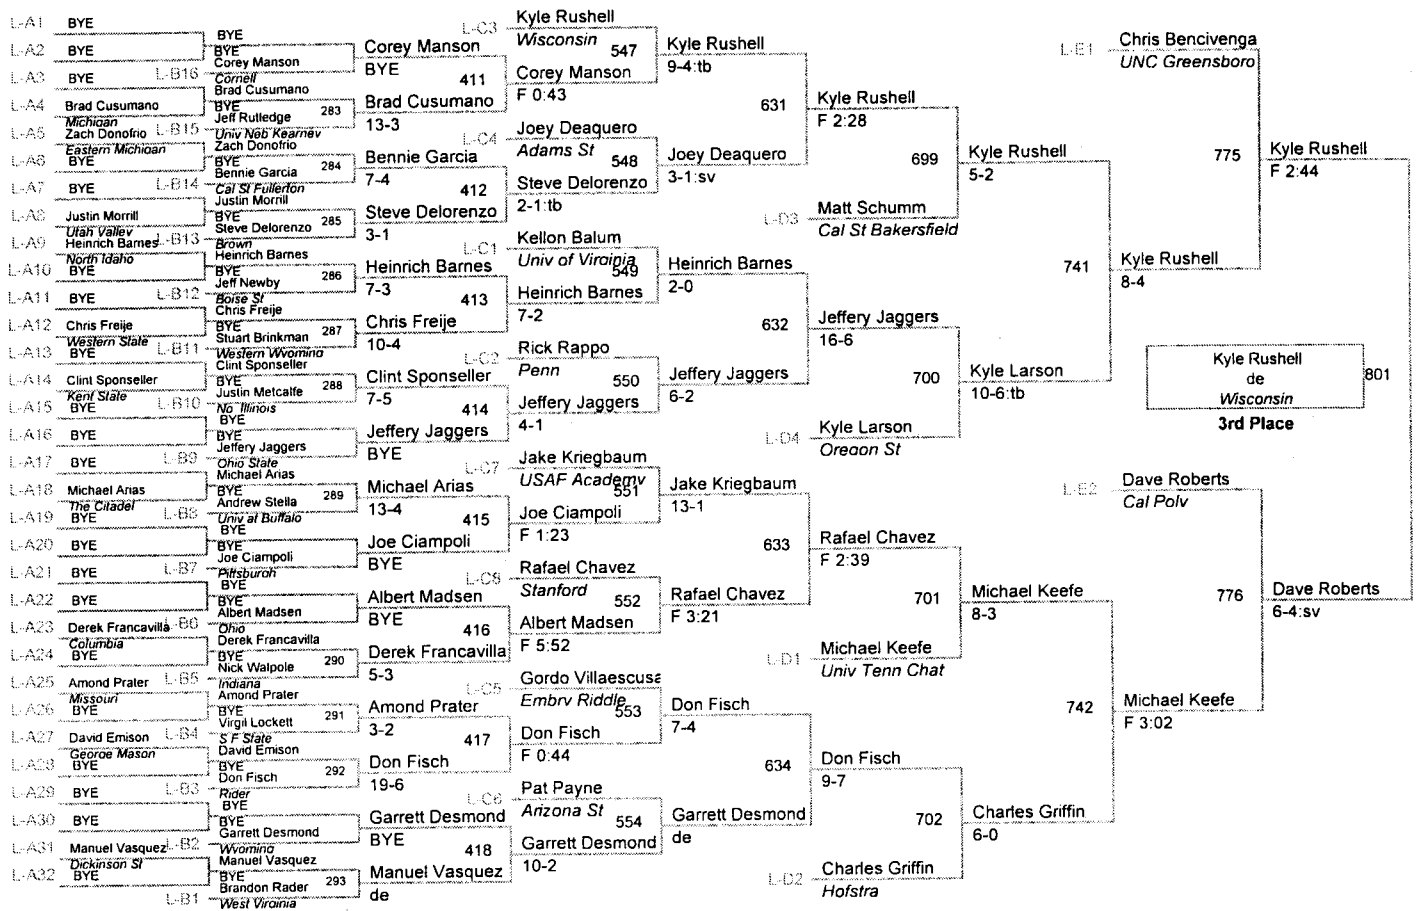 L-A1 BYE
L-A2 BYE
L-A3 BYE
L-A4 Brad Cusumano
Michigan
L-A5 Zach Donofrio
Eastern Michigan
L-A6 BYE
L-A7 BYE
L-A8 Justin Morrill
Utah Valley
L-A9 Heinrich Barnes
North Idaho
L-A10 BYE
L-A11 BYE
L-A12 Chris Freije
Western State
L-A13 BYE
L-A14 Clint Sponseller
Kent State
L-A15 BYE
L-A16 BYE
L-A17 BYE
L-A18 Michael Arias
The Citadel
L-A19 BYE
L-A20 BYE
L-A21 BYE
L-A22 BYE
L-A23 Derek Francavilla
Columbia
L-A24 BYE
L-A25 Amond Prater
Missouri
L-A26 BYE
L-A27 David Emison
George Mason
L-A28 BYE
L-A29 BYE
L-A30 BYE
L-A31 Manuel Vasquez
Dickinson St
L-A32 BYE
BYE
BYE
L-B16 Corey Manson
Cornell
Brad Cusumano
BYE
283
L-B15 Jeff Rutledge
Univ Neb Kearney
Zach Donofrio
BYE
284
L-B14 Bennie Garcia
Cal St Fullerton
Justin Morrill
BYE
285
L-B13 Steve Delorenzo
Brown
Heinrich Barnes
BYE
286
L-B12 Jeff Newby
Boise St
Chris Freije
BYE
287
L-B11 Stuart Brinkman
Western Wyoming
Clint Sponseller
BYE
288
L-B10 Justin Metcalfe
No. Illinois
BYE
BYE
L-B9 Jeffery Jaggers
Ohio State
Michael Arias
BYE
289
L-B8 Andrew Stella
Univ at Buffalo
BYE
BYE
L-B7 Joe Ciampoli
Pittsburgh
BYE
BYE
L-B6 Albert Madsen
Ohio
Derek Francavilla
BYE
290
L-B5 Nick Walpole
Indiana
Amond Prater
BYE
291
L-B4 Virgil Lockett
S F State
David Emison
BYE
292
L-B3 Don Fisch
Rider
BYE
BYE
L-B2 Garrett Desmond
Wyoming
Manuel Vasquez
BYE
293
L-B1 Brandon Rader
West Virginia
Corey Manson
BYE
411
Brad Cusumano
13-3
Bennie Garcia
7-4
412
Steve Delorenzo
3-1
Heinrich Barnes
7-3
413
Chris Freije
10-4
Clint Sponseller
7-5
414
Jeffery Jaggers
BYE
Michael Arias
13-4
415
Joe Ciampoli
BYE
Albert Madsen
BYE
416
Derek Francavilla
5-3
Amond Prater
3-2
417
Don Fisch
19-6
Garrett Desmond
BYE
418
Manuel Vasquez
de
L-C3 Kyle Rushell
Wisconsin
547
Corey Manson
F 0:43
L-C4 Joey Deaquero
Adams St
548
Steve Delorenzo
2-1:tb
L-C1 Kellon Balum
Univ of Virginia
549
Heinrich Barnes
7-2
L-C2 Rick Rappo
Penn
550
Jeffery Jaggers
4-1
L-C7 Jake Kriegbaum
USAF Academy
551
Joe Ciampoli
F 1:23
L-C8 Rafael Chavez
Stanford
552
Albert Madsen
F 5:52
L-C5 Gordo Villaescusa
Embry Riddle
553
Don Fisch
F 0:44
L-C6 Pat Payne
Arizona St
554
Garrett Desmond
10-2
Kyle Rushell
9-4:tb
631
Joey Deaquero
3-1:sv
Heinrich Barnes
2-0
632
Jeffery Jaggers
6-2
Jake Kriegbaum
13-1
633
Rafael Chavez
F 3:21
Don Fisch
7-4
634
Garrett Desmond
de
Kyle Rushell
F 2:28
699
L-D3 Matt Schumm
Cal St Bakersfield
Jeffery Jaggers
16-6
700
L-D4 Kyle Larson
Oregon St
Rafael Chavez
F 2:39
701
L-D1 Michael Keefe
Univ Tenn Chat
Don Fisch
9-7
702
L-D2 Charles Griffin
Hofstra
Kyle Rushell
5-2
741
Kyle Larson
10-6:tb
Michael Keefe
8-3
742
Charles Griffin
6-0
L-E1 Chris Bencivenga
UNC Greensboro
775
Kyle Rushell
8-4
L-E2 Dave Roberts
Cal Poly
776
Michael Keefe
F 3:02
Kyle Rushell
F 2:44
Dave Roberts
6-4:sv
Kyle Rushell
de
Wisconsin
801
3rd Place